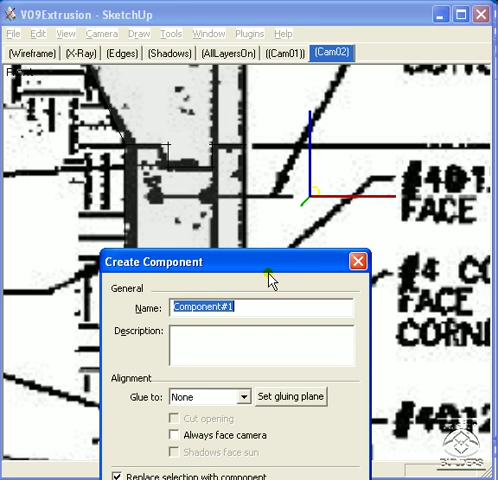 V09Extrusion - SketchUp
File Edit View Camera Draw Tools Window Plugins Help
(Wireframe) (X-Ray) (Edges) (Shadows) (AllLayersOn) ((Cam01)) (Cam02)
#401
FACE
#4 CO
FACE
CORN
#4012
Create Component
General
Name: Component#1
Description:
Alignment
Glue to: None Set gluing plane
Cut opening
Always face camera
Shadows face sun
Replace selection with component
BUILDERS